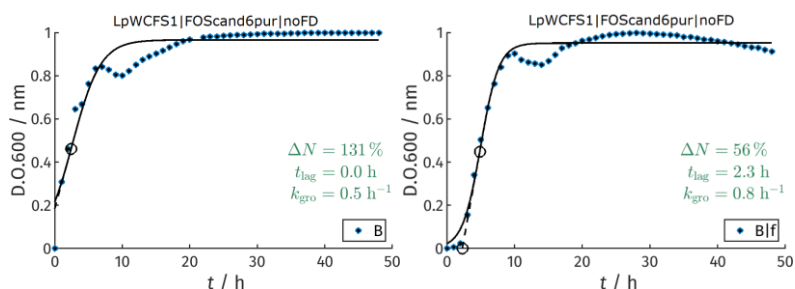 LpWCFS1|FOScand6pur|noFD
1
0.8
0.6
0.4
0.2
0
D.O.600 / nm
ΔN = 131 %
t_lag = 0.0 h
k_gro = 0.5 h⁻¹
B
0 10 20 30 40 50
t / h
LpWCFS1|FOScand6pur|noFD
1
0.8
0.6
0.4
0.2
0
D.O.600 / nm
ΔN = 56 %
t_lag = 2.3 h
k_gro = 0.8 h⁻¹
B|f
0 10 20 30 40 50
t / h